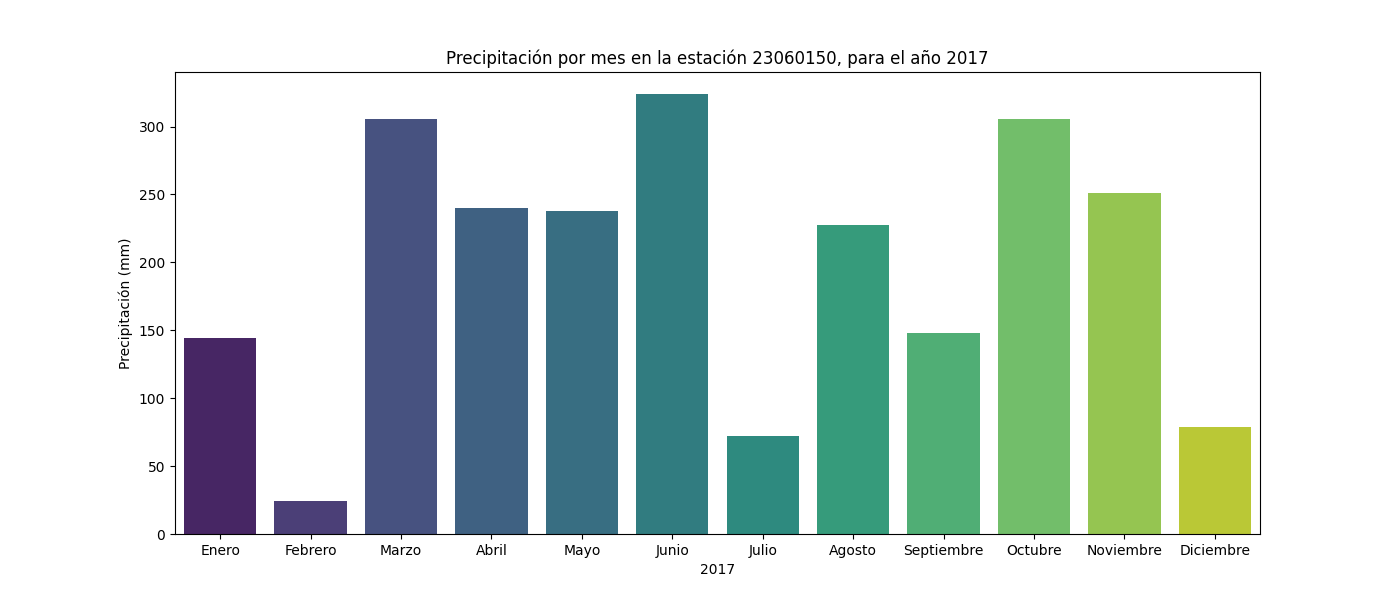 Precipitación por mes en la estación 23060150, para el año 2017
Precipitación (mm)
300
250
200
150
100
50
0
Enero Febrero Marzo Abril Mayo Junio Julio Agosto Septiembre Octubre Noviembre Diciembre
2017